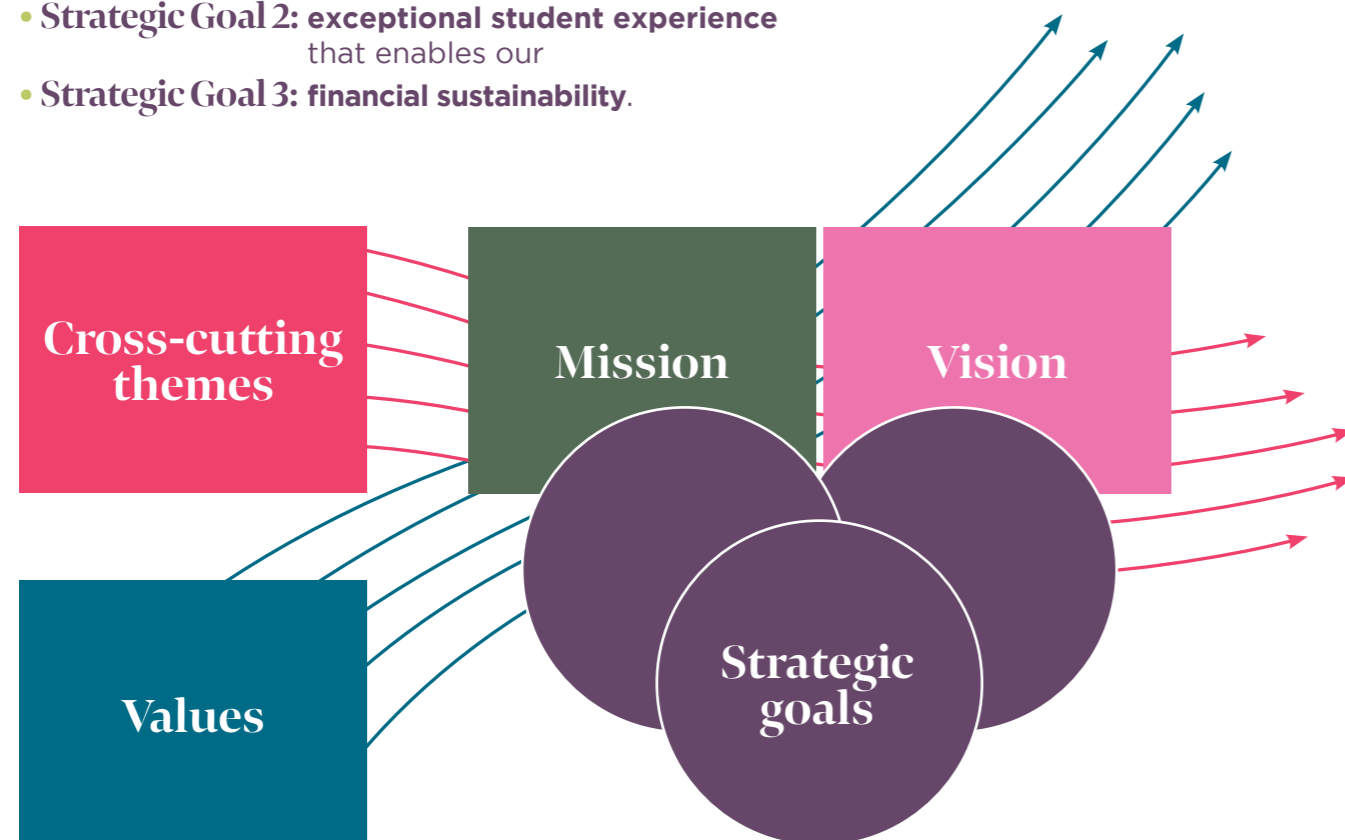 • Strategic Goal 2: exceptional student experience
that enables our
• Strategic Goal 3: financial sustainability.
Cross-cutting
themes
Mission
Vision
Values
Strategic
goals